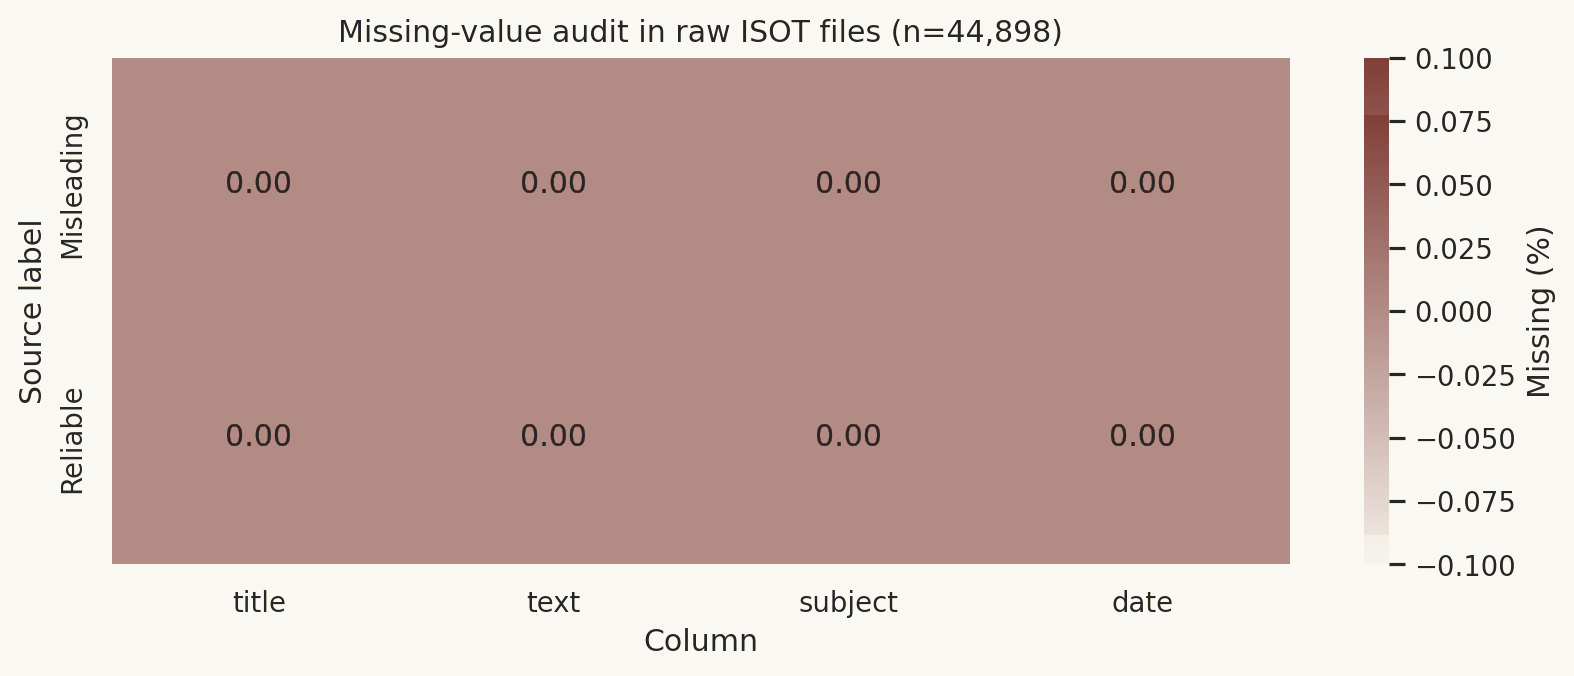 Missing-value audit in raw ISOT files (n=44,898)
Source label
Misleading
0.00 0.00 0.00 0.00
Reliable
0.00 0.00 0.00 0.00
title text subject date
Column
0.100
0.075
0.050
0.025
0.000
−0.025
−0.050
−0.075
−0.100
Missing (%)